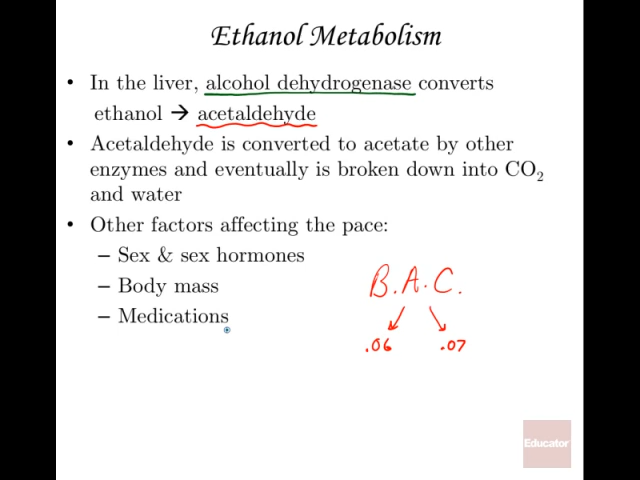 Ethanol Metabolism
• In the liver, alcohol dehydrogenase converts
ethanol → acetaldehyde
• Acetaldehyde is converted to acetate by other
enzymes and eventually is broken down into CO₂
and water
• Other factors affecting the pace:
– Sex & sex hormones
– Body mass
– Medications
B.A.C.
.06 .07
Educator